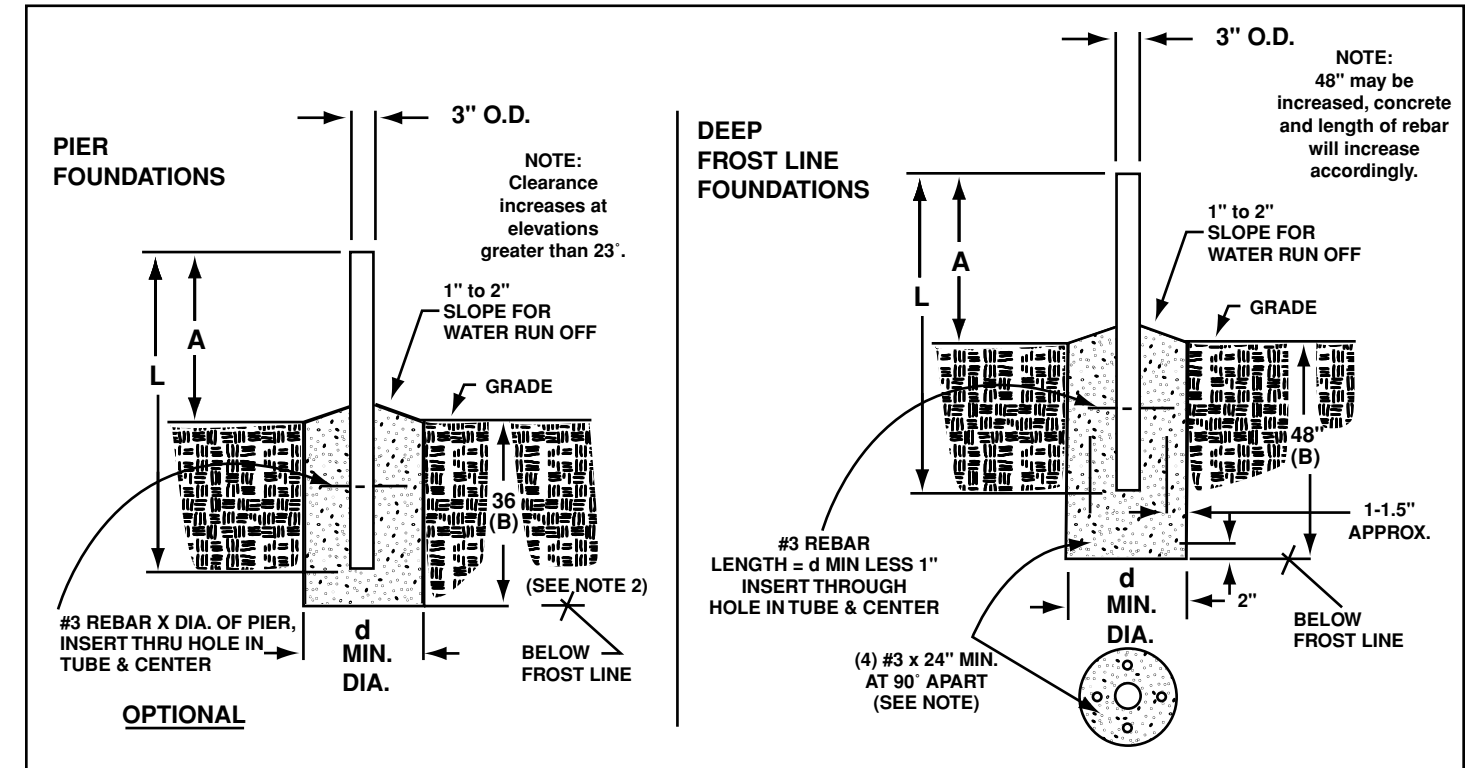 PIER
FOUNDATIONS
3" O.D.
NOTE:
Clearance
increases at
elevations
greater than 23˚.
1" to 2"
SLOPE FOR
WATER RUN OFF
A
L
GRADE
36
(B)
(SEE NOTE 2)
#3 REBAR X DIA. OF PIER,
INSERT THRU HOLE IN
TUBE & CENTER
d
MIN.
DIA.
BELOW
FROST LINE
OPTIONAL
DEEP
FROST LINE
FOUNDATIONS
3" O.D.
NOTE:
48" may be
increased, concrete
and length of rebar
will increase
accordingly.
1" to 2"
SLOPE FOR
WATER RUN OFF
A
L
GRADE
48"
(B)
1-1.5"
APPROX.
#3 REBAR
LENGTH = d MIN LESS 1"
INSERT THROUGH
HOLE IN TUBE & CENTER
d
MIN.
DIA.
2"
BELOW
FROST LINE
(4) #3 x 24" MIN.
AT 90˚ APART
(SEE NOTE)